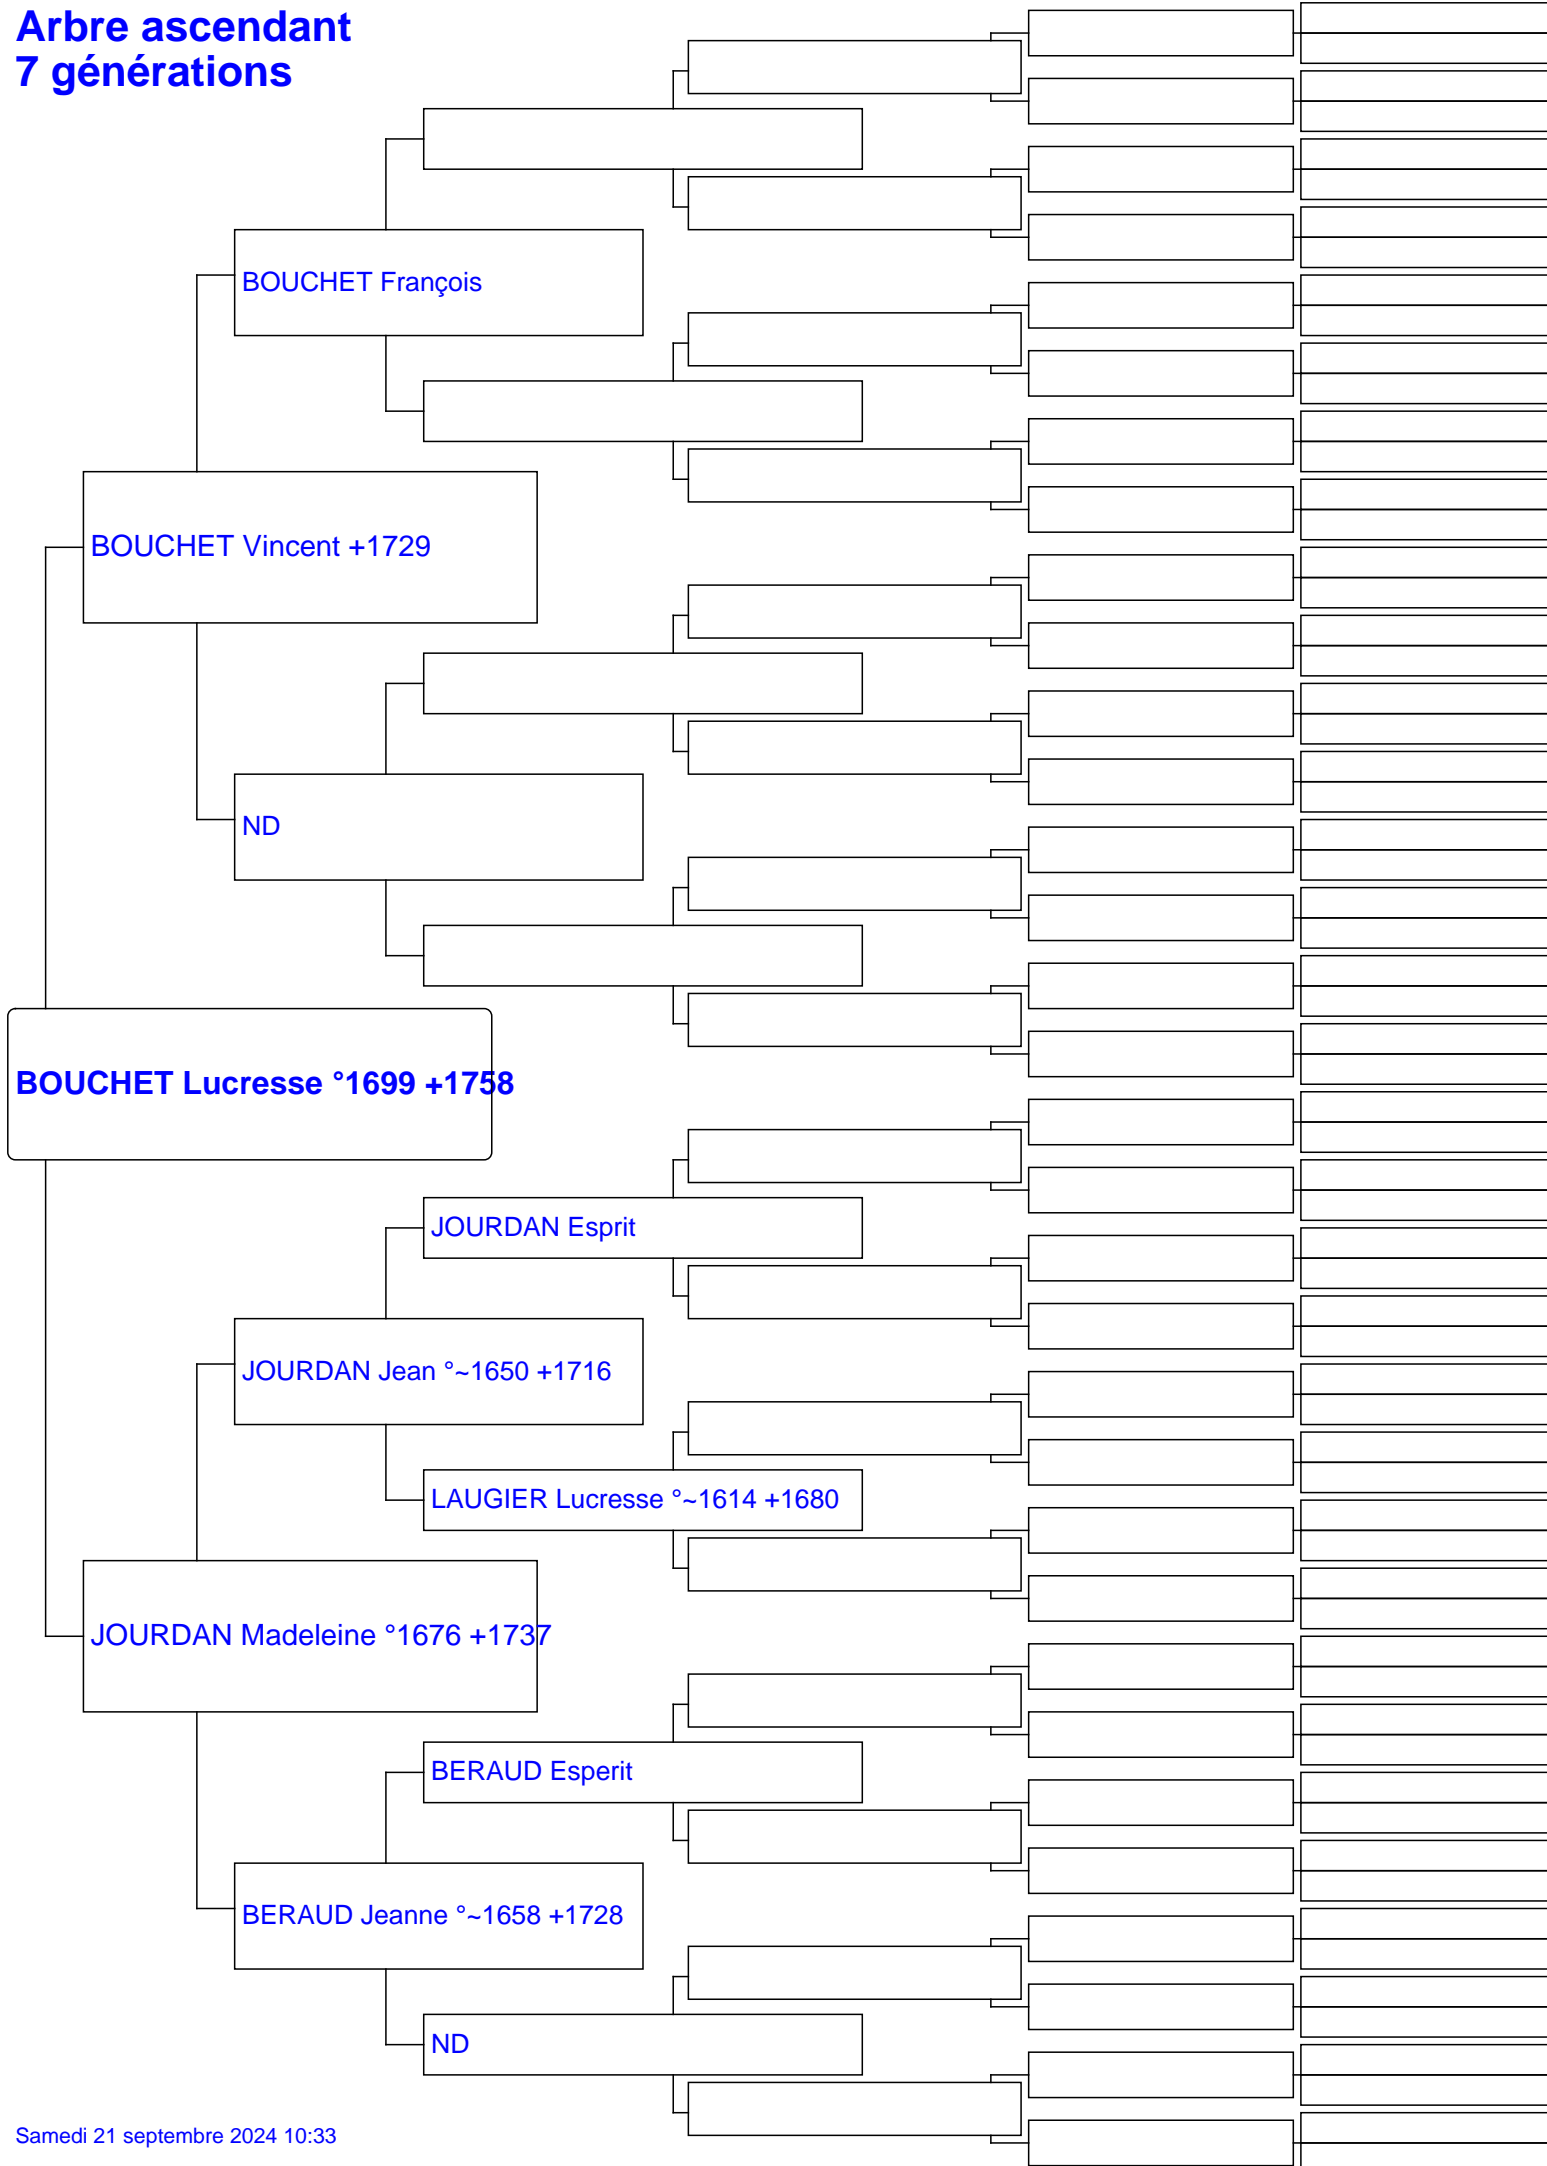 Arbre ascendant
7 générations
BOUCHET François
BOUCHET Vincent +1729
ND
BOUCHET Lucresse °1699 +1758
JOURDAN Esprit
JOURDAN Jean °~1650 +1716
LAUGIER Lucresse °~1614 +1680
JOURDAN Madeleine °1676 +1737
BERAUD Esperit
BERAUD Jeanne °~1658 +1728
ND
Samedi 21 septembre 2024 10:33